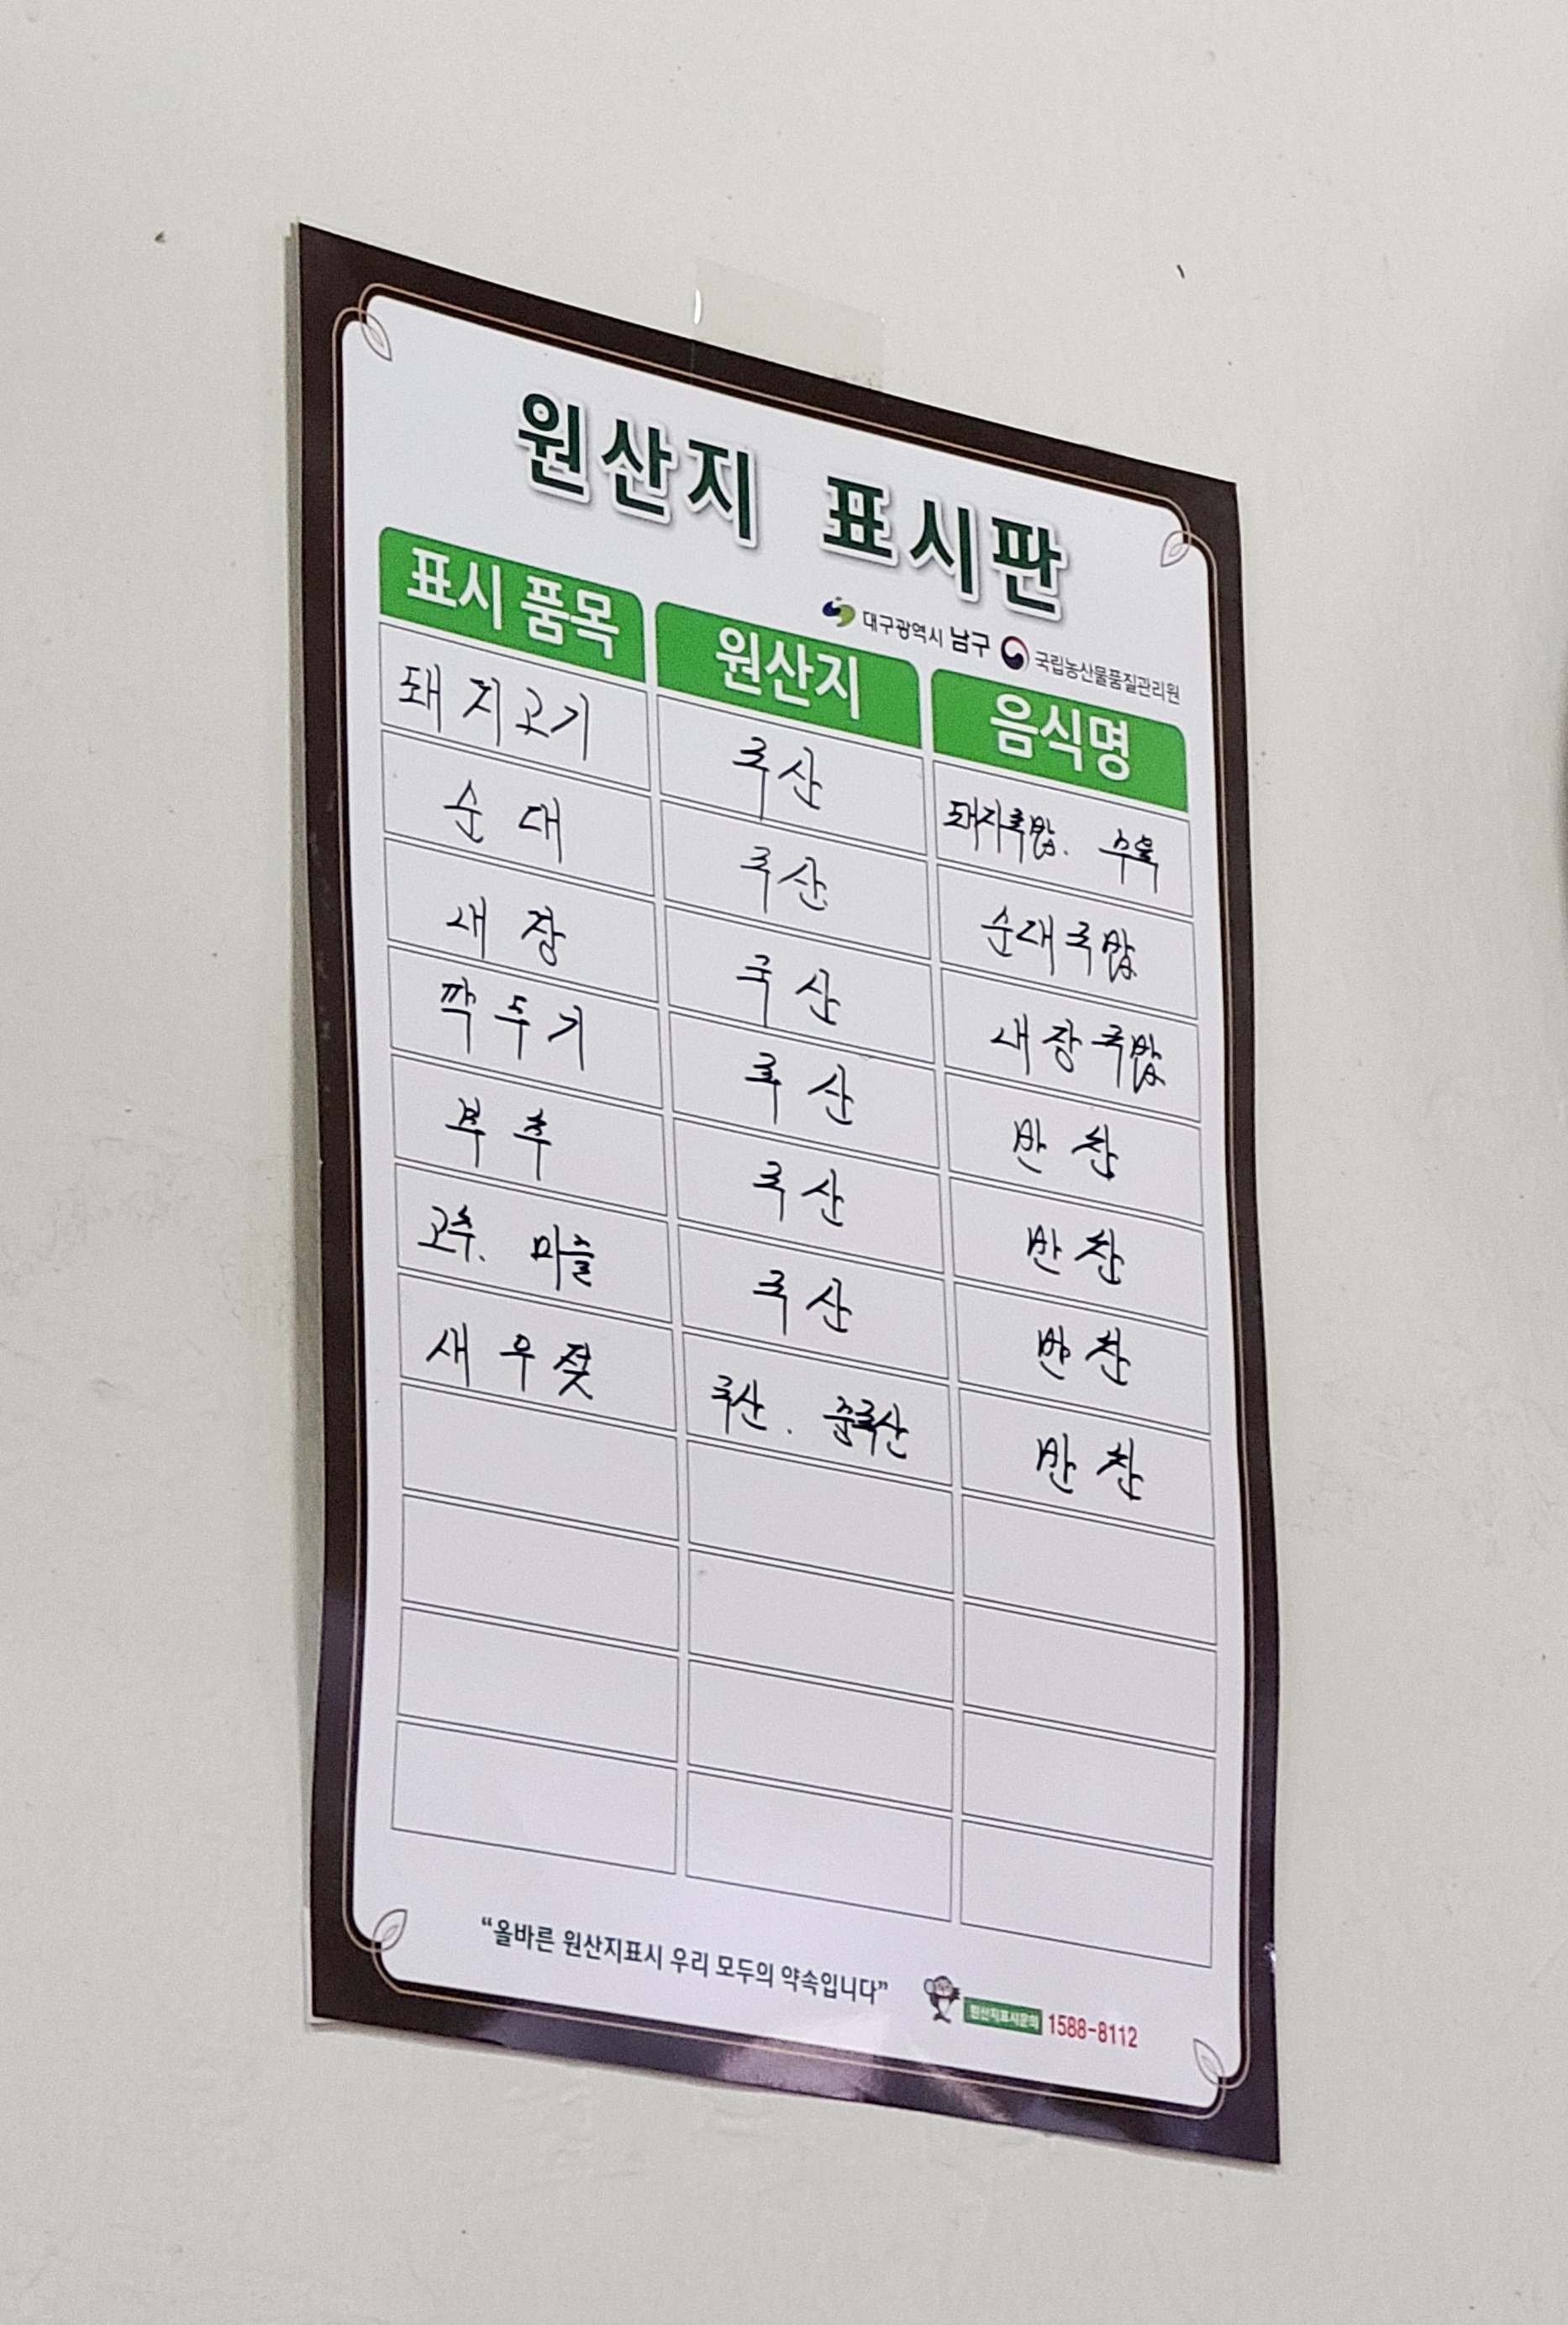 원산지 표시판
대구광역시 남구 국립농산물품질관리원
표시 품목 원산지 음식명
돼지고기 국산 돼지국밥. 수육
순대 국산 순대국밥
내장 국산 내장국밥
깍두기 국산 반찬
부추 국산 반찬
고추. 마늘 국산 반찬
새우젓 국산. 중국산 반찬
“올바른 원산지표시 우리 모두의 약속입니다” 원산지표시문의 1588-8112